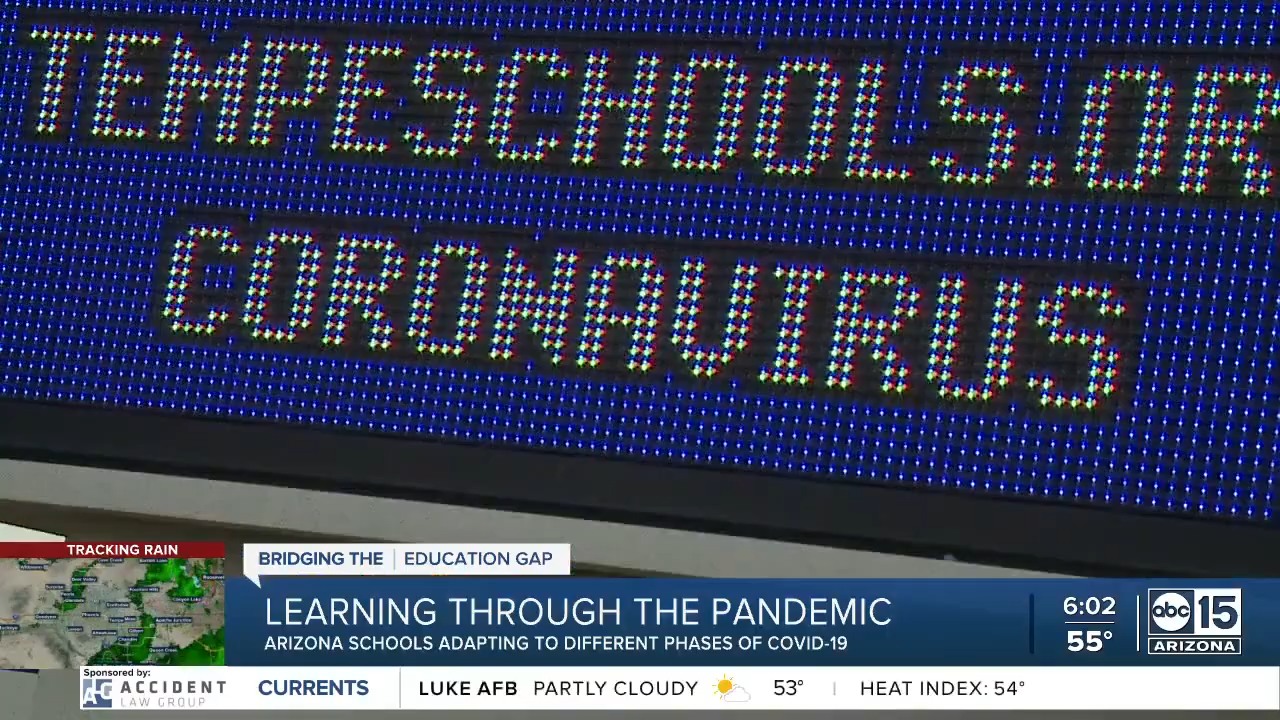 TEMPESCHOOLS.OR
CORONAVIRUS
TRACKING RAIN
BRIDGING THE | EDUCATION GAP
LEARNING THROUGH THE PANDEMIC
ARIZONA SCHOOLS ADAPTING TO DIFFERENT PHASES OF COVID-19
6:02
55°
abc 15
ARIZONA
Sponsored by:
AG ACCIDENT
LAW GROUP
CURRENTS
LUKE AFB PARTLY CLOUDY 53° | HEAT INDEX: 54°